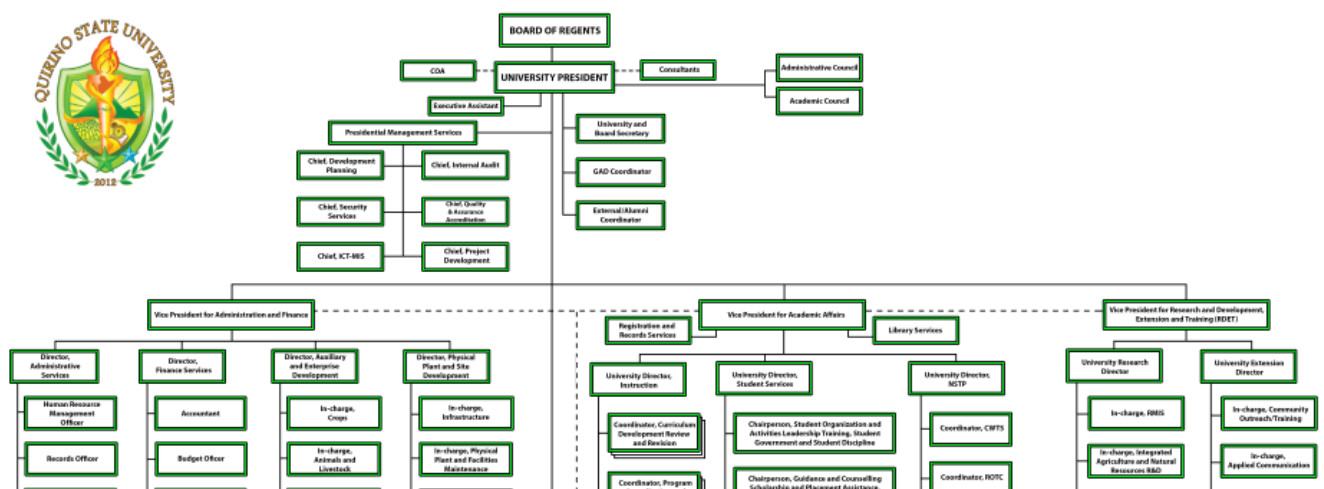 QUIRINO STATE UNIVERSITY
2012
BOARD OF REGENTS
COA
UNIVERSITY PRESIDENT
Consultants
Administrative Council
Academic Council
Executive Assistant
Presidential Management Services
University and
Board Secretary
Chief, Development
Planning
Chief, Internal Audit
GAD Coordinator
Chief, Security
Services
Chief, Quality
& Assurance
Accreditation
External/Alumni
Coordinator
Chief, ICT-MIS
Chief, Project
Development
Vice President for Administration and Finance
Vice President for Academic Affairs
Vice President for Research and Development,
Extension and Training (RDET)
Registration and
Records Services
Library Services
Director,
Administrative
Services
Director,
Finance Services
Director, Auxiliary
and Enterprise
Development
Director, Physical
Plant and Site
Development
University Director,
Instruction
University Director,
Student Services
University Director,
NSTP
University Research
Director
University Extension
Director
Human Resource
Management
Officer
Accountant
In-charge,
Crops
In-charge,
Infrastructure
Coordinator, Curriculum
Development Review
and Revision
Chairperson, Student Organization and
Activities Leadership Training, Student
Government and Student Discipline
Coordinator, CWTS
In-charge, RMIS
In-charge, Community
Outreach/Training
Records Officer
Budget Oficer
In-charge,
Animals and
Livestock
In-charge, Physical
Plant and Facilities
Maintenance
Coordinator, Program
Chairperson, Guidance and Counselling
Scholarship and Placement Assistance,
Coordinator, ROTC
In-charge, Integrated
Agriculture and Natural
Resources R&D
In-charge,
Applied Communication